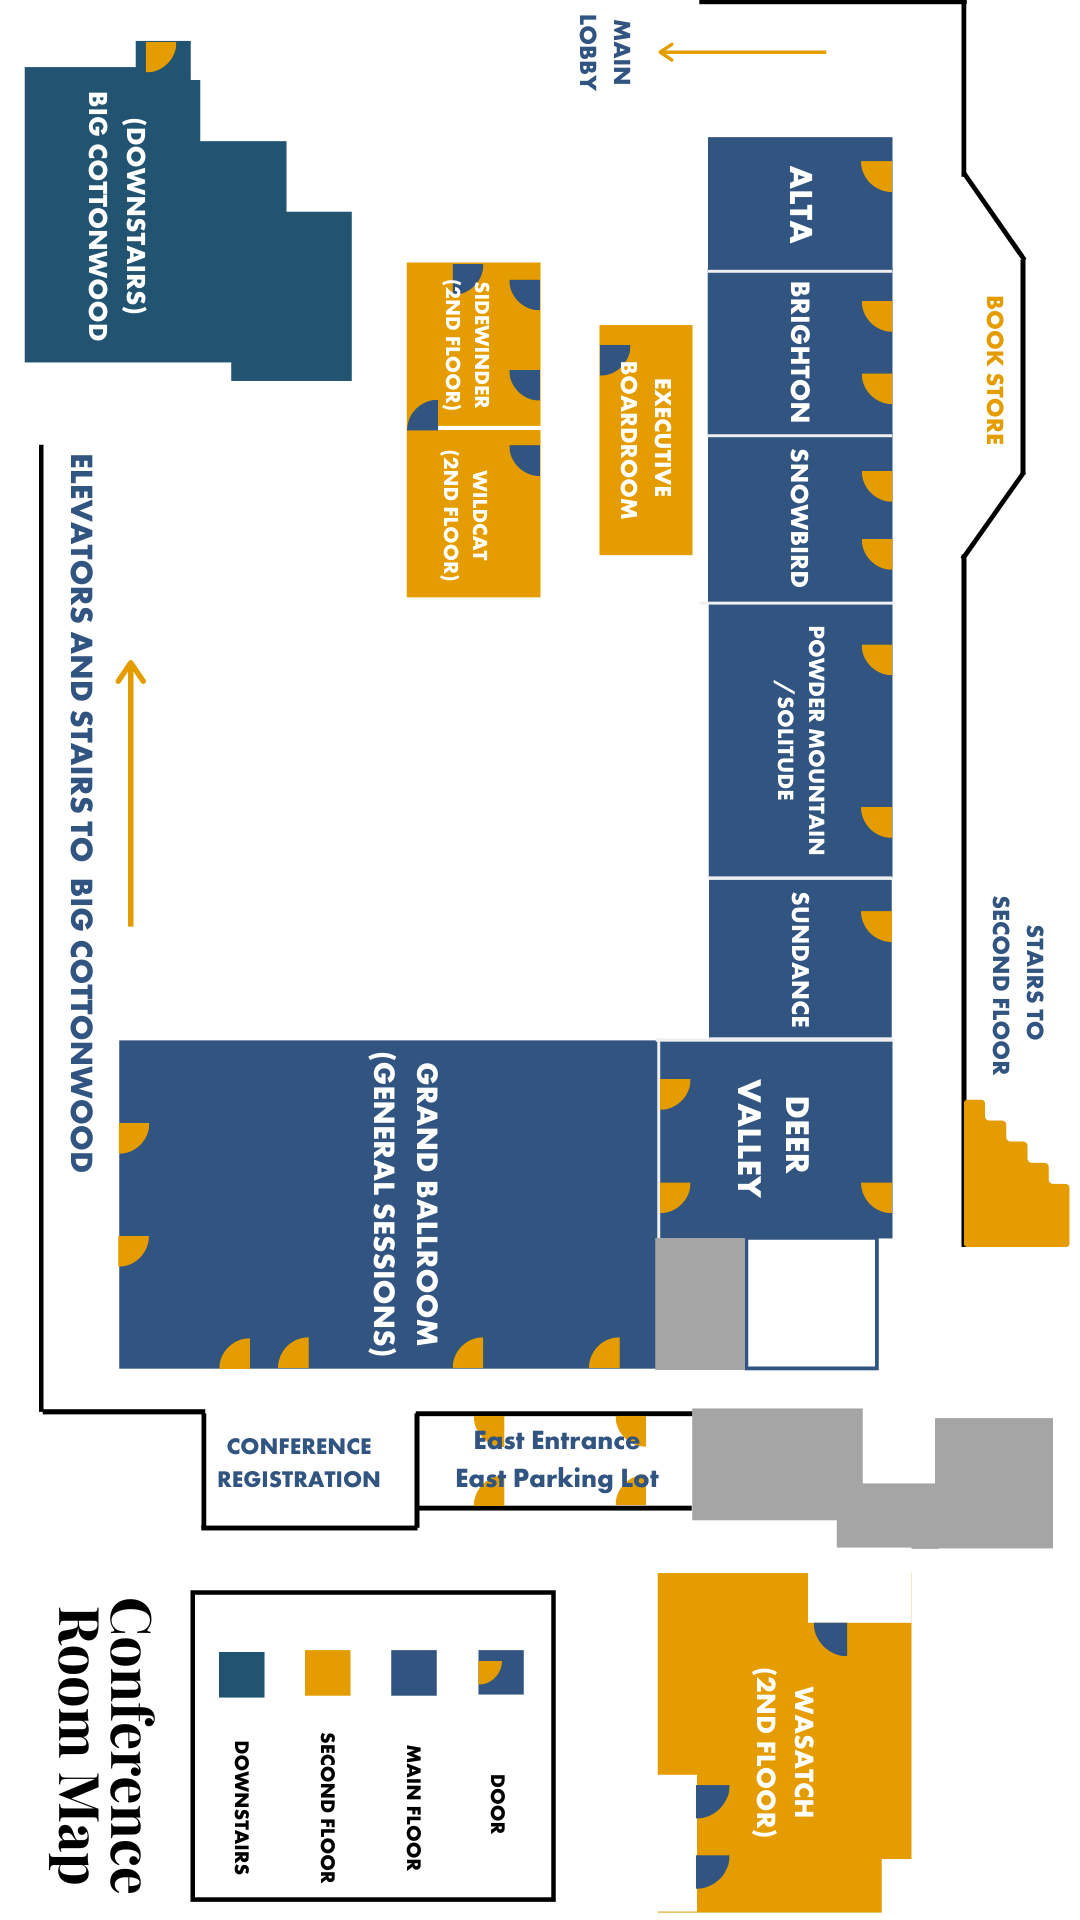 MAIN
LOBBY
BOOK STORE
STAIRS TO
SECOND FLOOR
ALTA
BRIGHTON
SNOWBIRD
POWDER MOUNTAIN
/SOLITUDE
SUNDANCE
DEER
VALLEY
EXECUTIVE
BOARDROOM
SIDEWINDER
(2ND FLOOR)
WILDCAT
(2ND FLOOR)
(DOWNSTAIRS)
BIG COTTONWOOD
GRAND BALLROOM
(GENERAL SESSIONS)
ELEVATORS AND STAIRS TO BIG COTTONWOOD
CONFERENCE
REGISTRATION
East Entrance
East Parking Lot
WASATCH
(2ND FLOOR)
DOOR
MAIN FLOOR
SECOND FLOOR
DOWNSTAIRS
Conference
Room Map